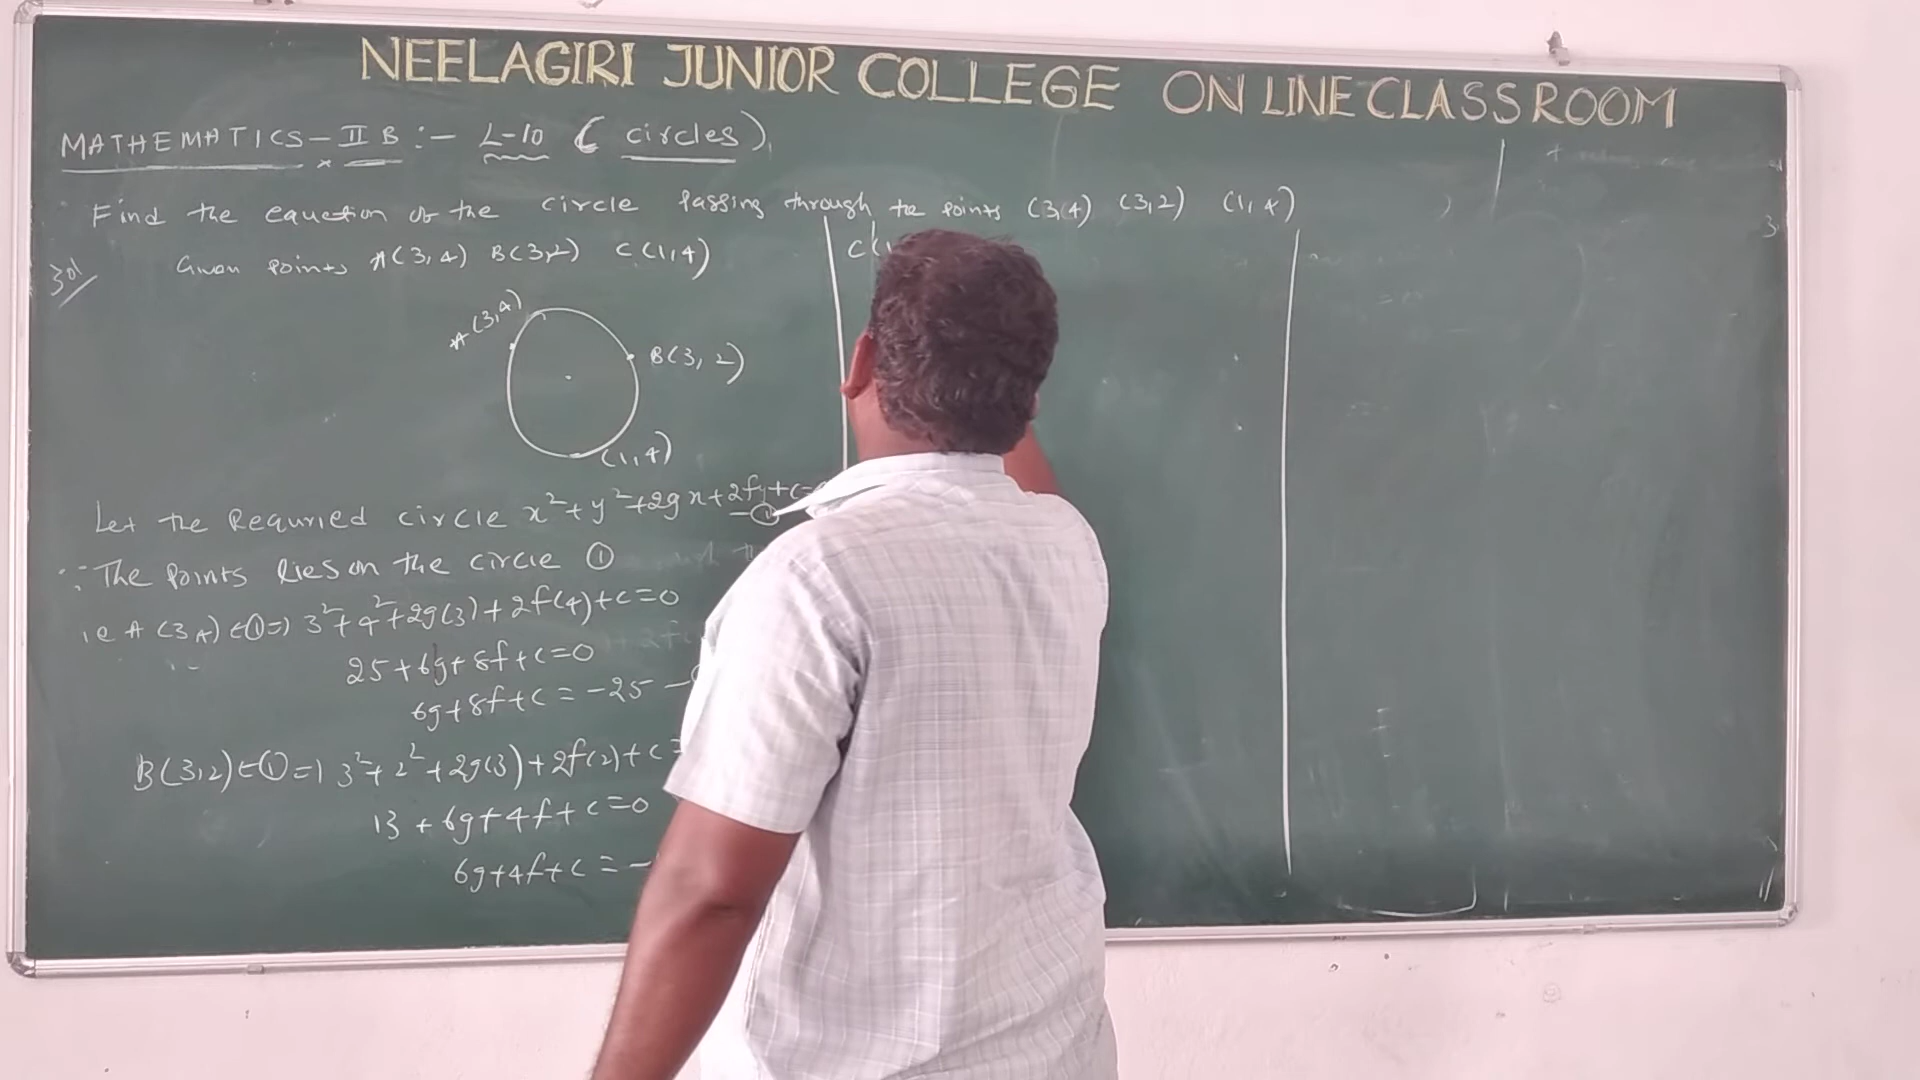 NEELAGIRI JUNIOR COLLEGE ON LINE CLASS ROOM
MATHEMATICS-IIB:- L-10 (circles).
Find the equation of the circle passing through the points (3,4) (3,2) (1,4)
Sol Given points A(3,4) B(3,2) C(1,4)
A(3,4)
B(3,2)
(1,4)
Let the Requried circle x²+y²+2gx+2fy+c=
-①
∵ The points lies on the circle ①
ie A(3,4)∈①⇒ 3²+4²+2g(3)+2f(4)+c=0
25+6g+8f+c=0
6g+8f+c=-25 -
B(3,2)∈①⇒ 3²+2²+2g(3)+2f(2)+c=
13+6g+4f+c=0
6g+4f+c=-
C(